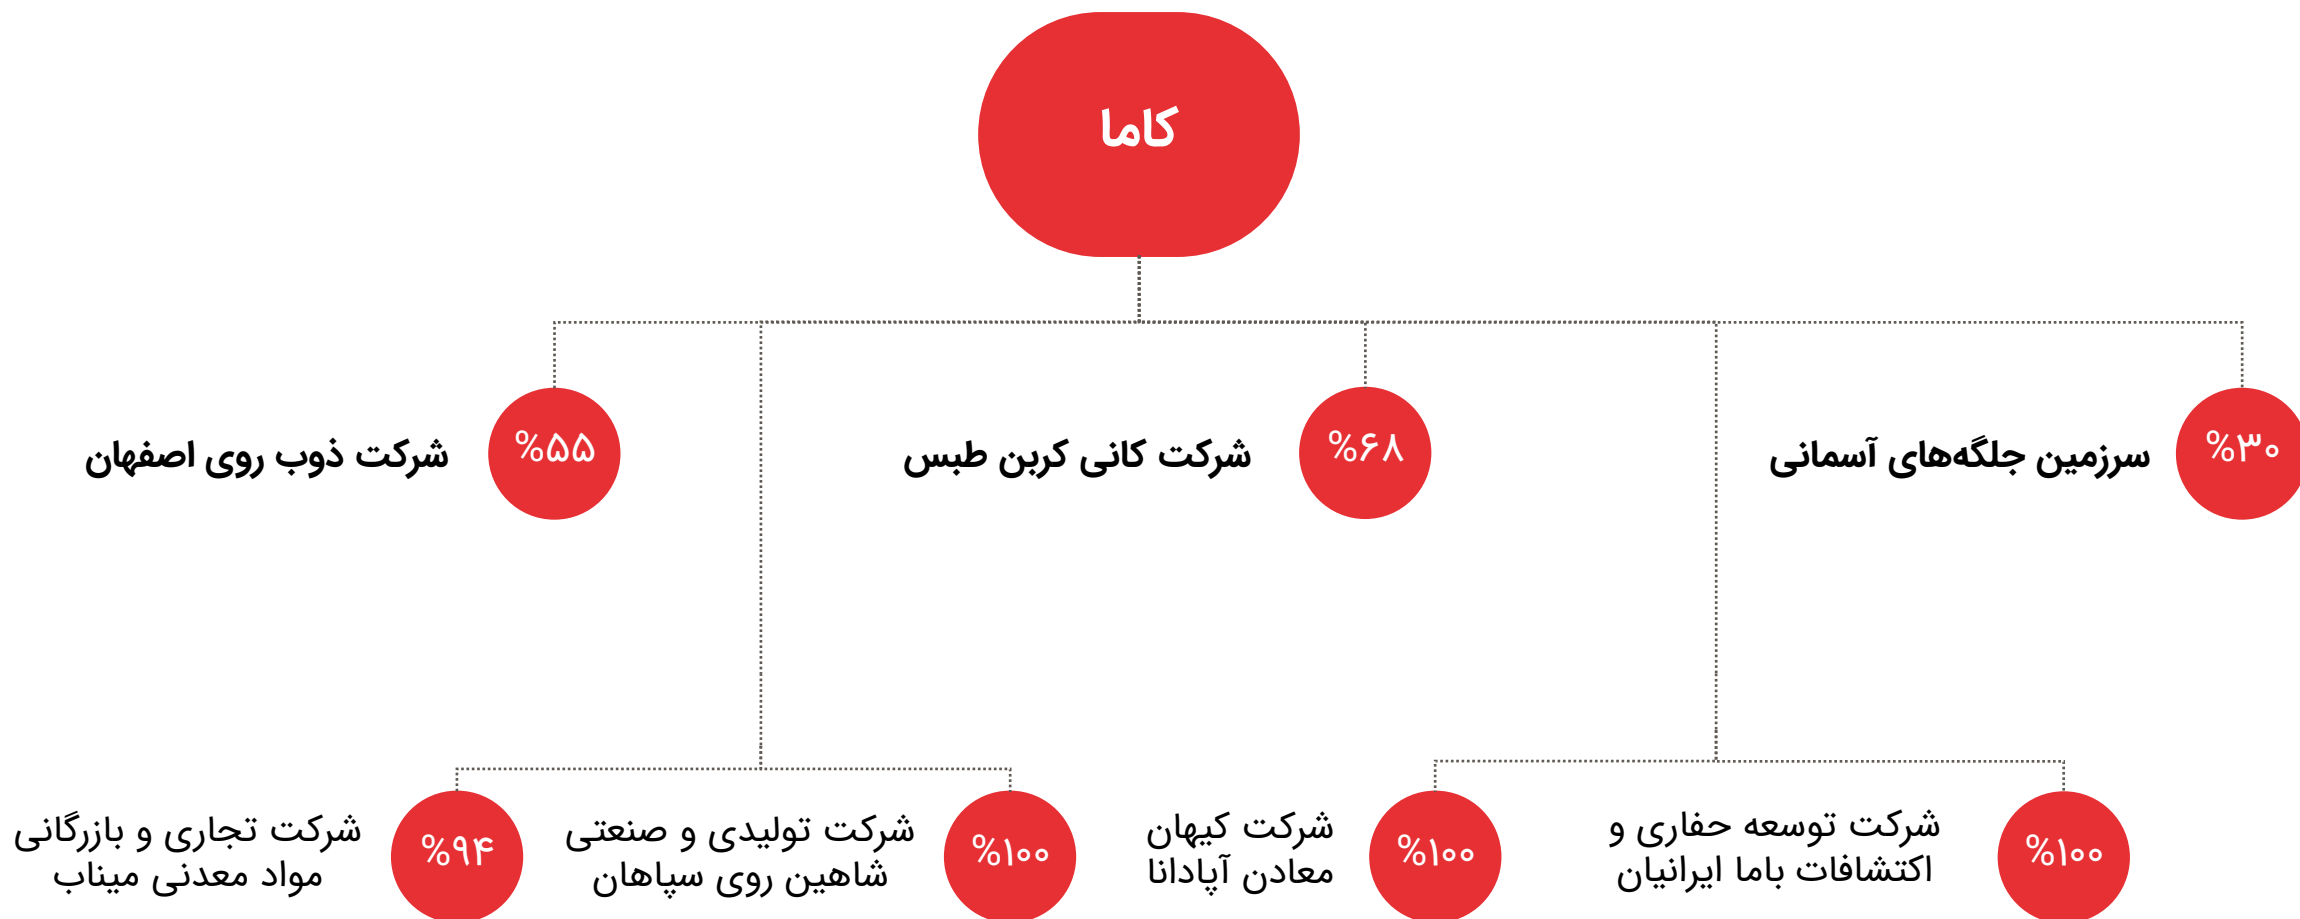 کاما
%۳۰
سرزمین جلگه‌های آسمانی
%۶۸
شرکت کانی کربن طبس
%۵۵
شرکت ذوب روی اصفهان
%۱۰۰
شرکت توسعه حفاری و
اکتشافات باما ایرانیان
%۱۰۰
شرکت کیهان
معادن آپادانا
%۱۰۰
شرکت تولیدی و صنعتی
شاهین روی سپاهان
%۹۴
شرکت تجاری و بازرگانی
مواد معدنی میناب